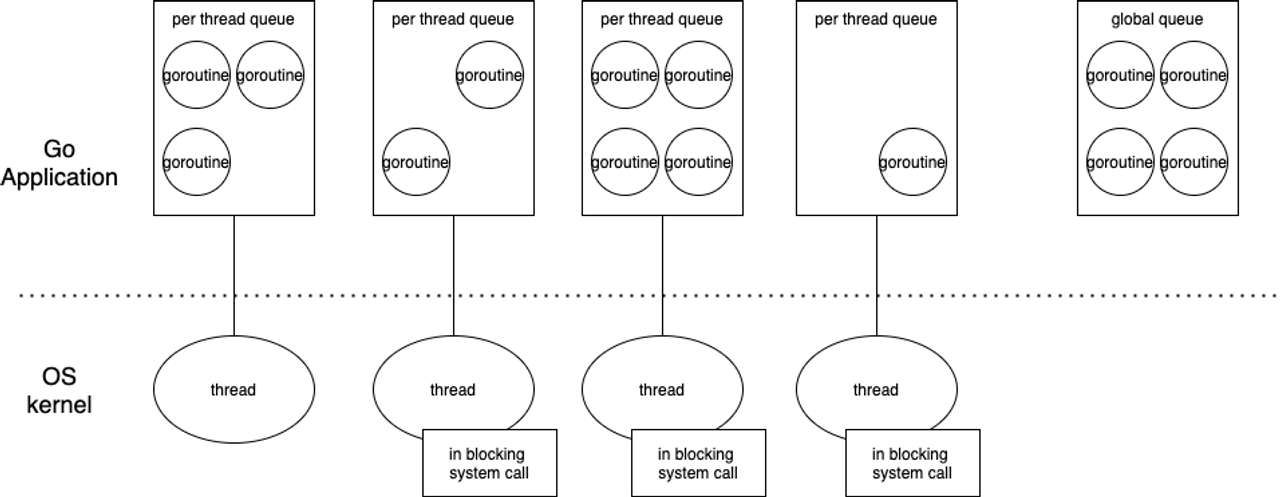 per thread queue
per thread queue
per thread queue
per thread queue
global queue
goroutine
goroutine
goroutine
goroutine
goroutine
goroutine
goroutine
goroutine
Go
Application
goroutine
goroutine
goroutine
goroutine
goroutine
goroutine
goroutine
OS
kernel
thread
thread
thread
thread
in blocking
system call
in blocking
system call
in blocking
system call